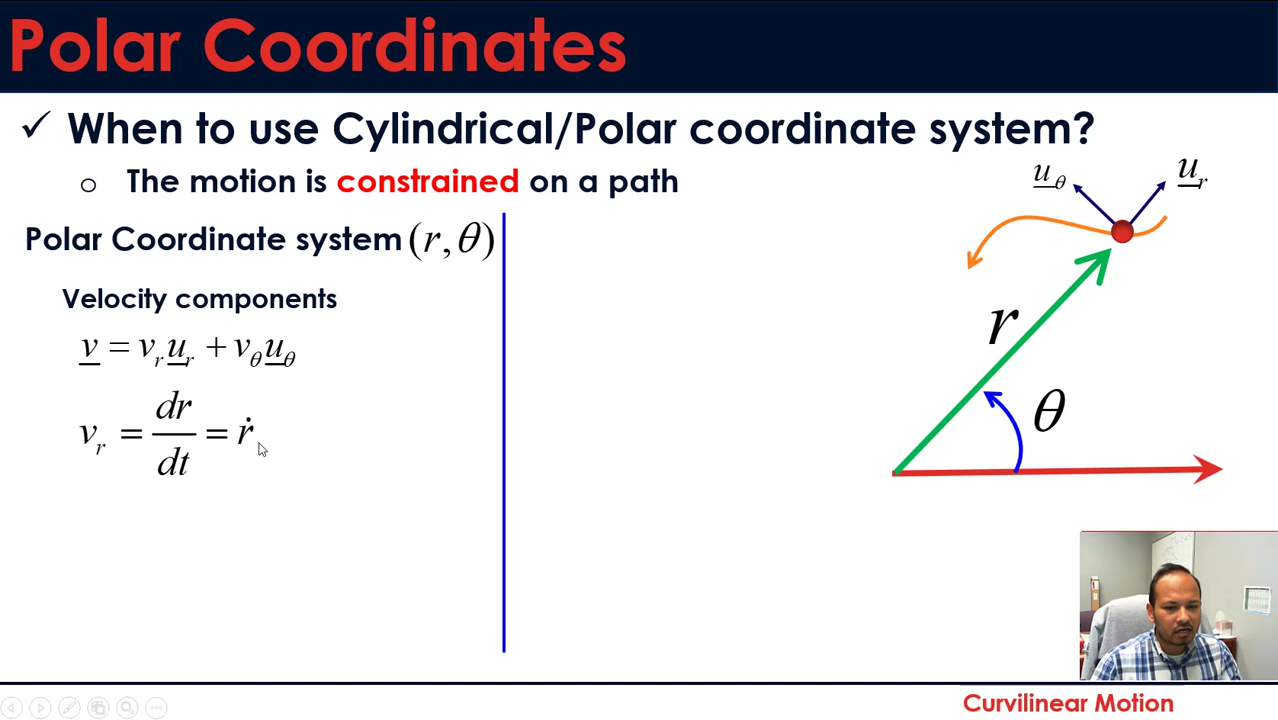 Polar Coordinates
✓ When to use Cylindrical/Polar coordinate system?
o The motion is constrained on a path
Polar Coordinate system (r, θ)
Velocity components
v = v_r u_r + v_θ u_θ
v_r = dr/dt = ṙ
u_θ
u_r
r
θ
Curvilinear Motion